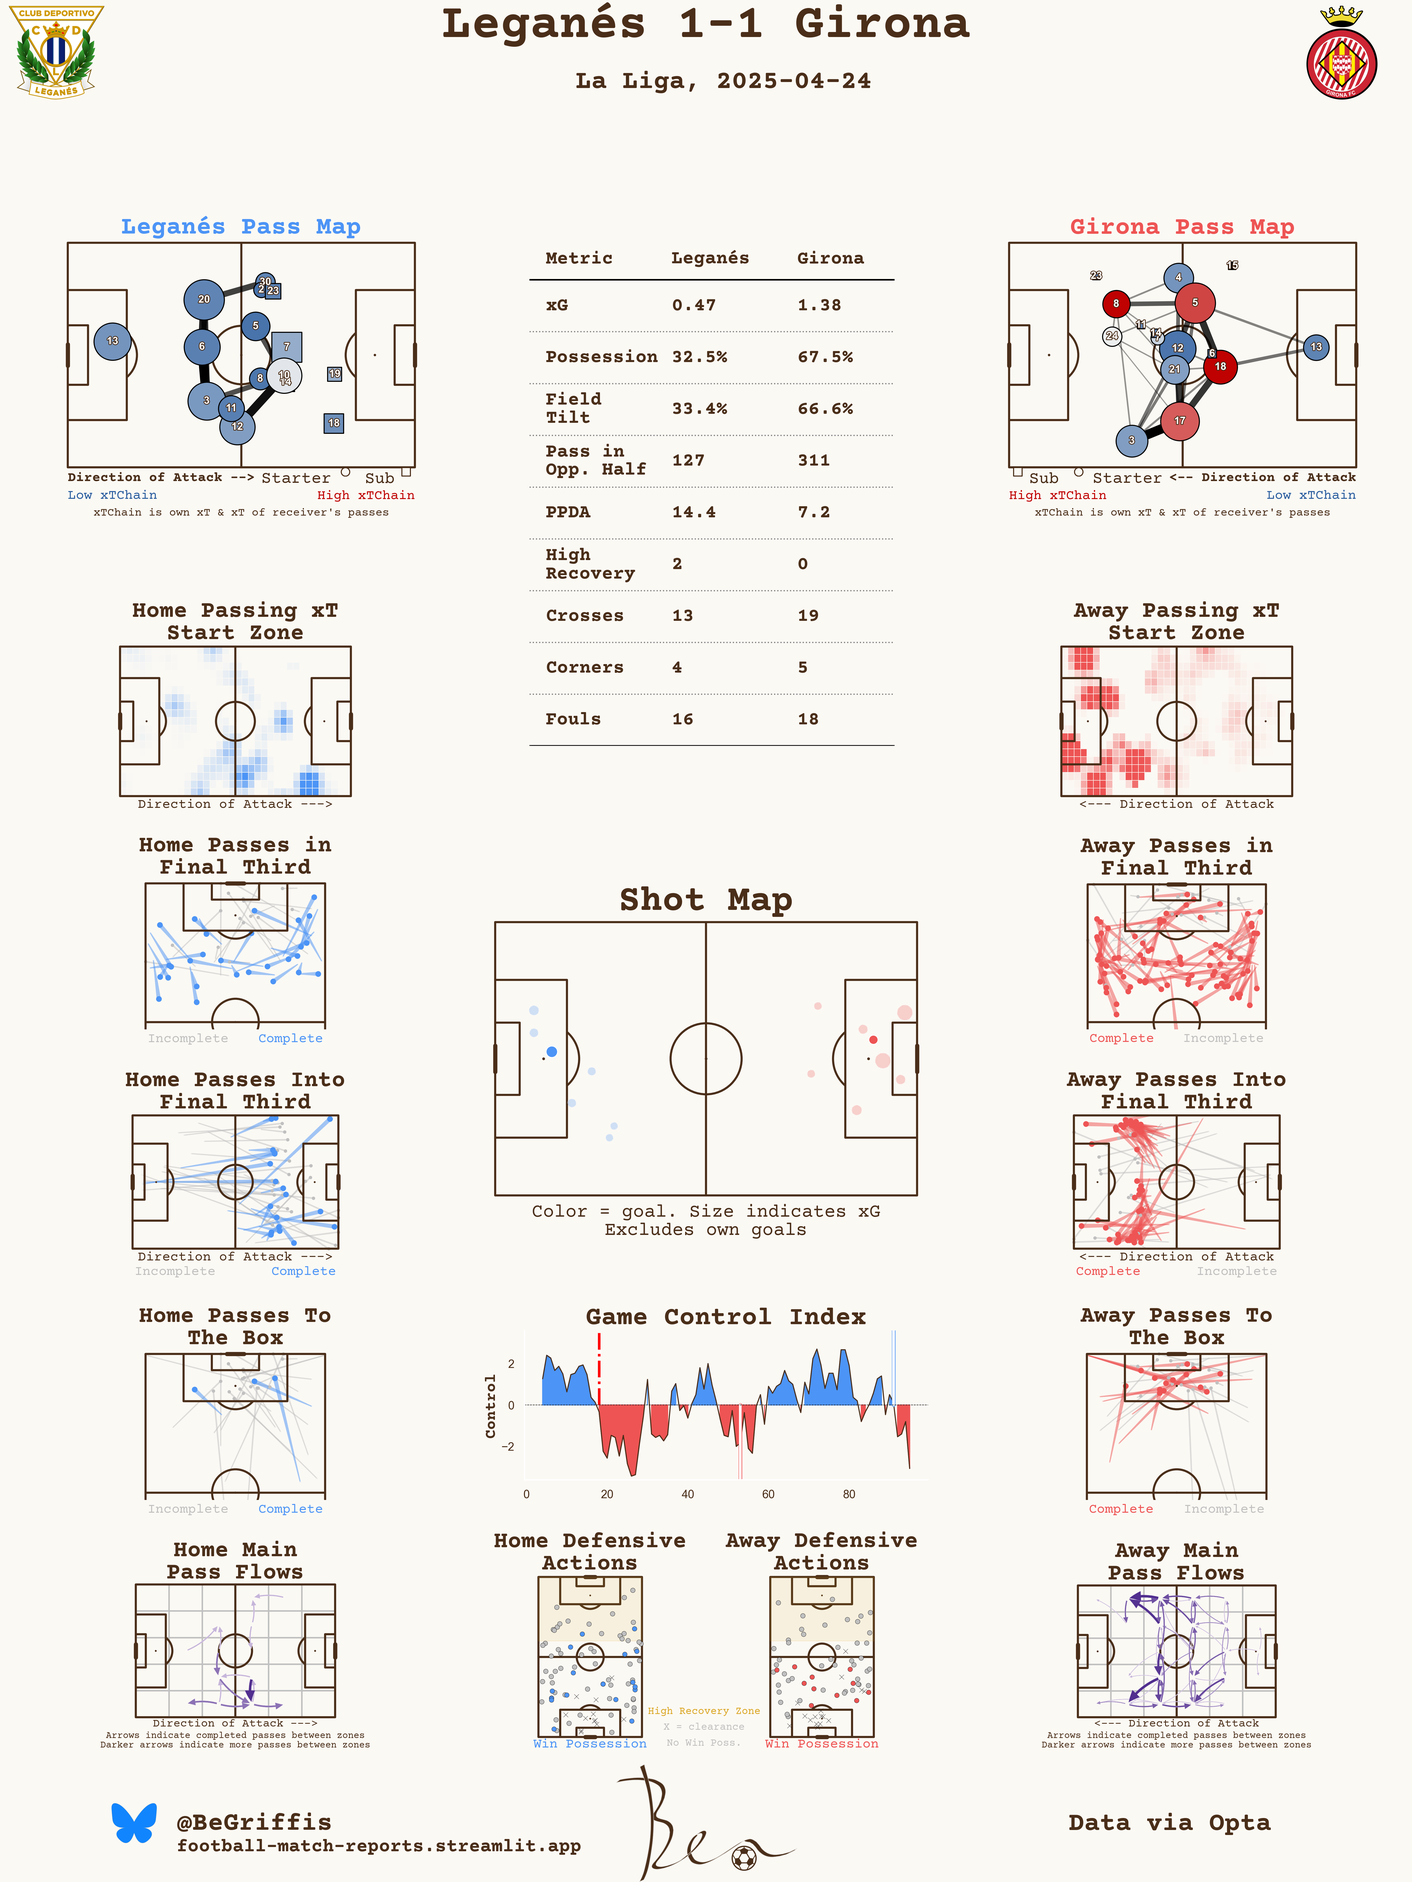 Leganés 1-1 Girona
La Liga, 2025-04-24
CLUB DEPORTIVO
C D
L
LEGANÉS
GIRONA FC
Leganés Pass Map
20
30
2
23
5
13
6
7
10
14
19
8
3
11
12
18
Direction of Attack --> Starter Sub
Low xTChain High xTChain
xTChain is own xT & xT of receiver's passes
Metric Leganés Girona
xG 0.47 1.38
Possession 32.5% 67.5%
Field
Tilt 33.4% 66.6%
Pass in
Opp. Half 127 311
PPDA 14.4 7.2
High
Recovery 2 0
Crosses 13 19
Corners 4 5
Fouls 16 18
Girona Pass Map
15
23
4
8
5
11
24
14
7
12
6
13
21
18
17
3
Sub Starter <-- Direction of Attack
High xTChain Low xTChain
xTChain is own xT & xT of receiver's passes
Home Passing xT
Start Zone
Direction of Attack --->
Away Passing xT
Start Zone
<--- Direction of Attack
Home Passes in
Final Third
Incomplete Complete
Away Passes in
Final Third
Complete Incomplete
Shot Map
Color = goal. Size indicates xG
Excludes own goals
Home Passes Into
Final Third
Direction of Attack --->
Incomplete Complete
Away Passes Into
Final Third
<--- Direction of Attack
Complete Incomplete
Home Passes To
The Box
Incomplete Complete
Game Control Index
Control
2
0
−2
0 20 40 60 80
Away Passes To
The Box
Complete Incomplete
Home Main
Pass Flows
Direction of Attack --->
Arrows indicate completed passes between zones
Darker arrows indicate more passes between zones
Home Defensive
Actions
Win Possession
Away Defensive
Actions
Win Possession
High Recovery Zone
X = clearance
No Win Poss.
Away Main
Pass Flows
<--- Direction of Attack
Arrows indicate completed passes between zones
Darker arrows indicate more passes between zones
@BeGriffis
football-match-reports.streamlit.app
Ben
Data via Opta